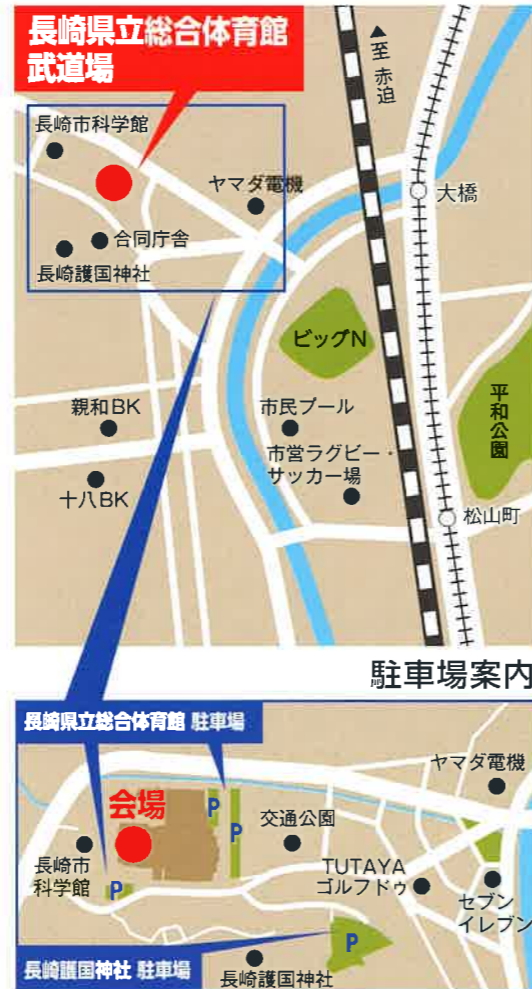 長崎県立総合体育館
武道場
▲至 赤迫
長崎市科学館
ヤマダ電機
大橋
合同庁舎
長崎護国神社
ビッグN
平和公園
親和BK
市民プール
市営ラグビー・
サッカー場
十八BK
松山町
駐車場案内
長崎県立総合体育館 駐車場
ヤマダ電機
会場
P
P
交通公園
長崎市
科学館
P
TUTAYA
ゴルフドゥ
セブン
イレブン
P
長崎護国神社 駐車場
長崎護国神社